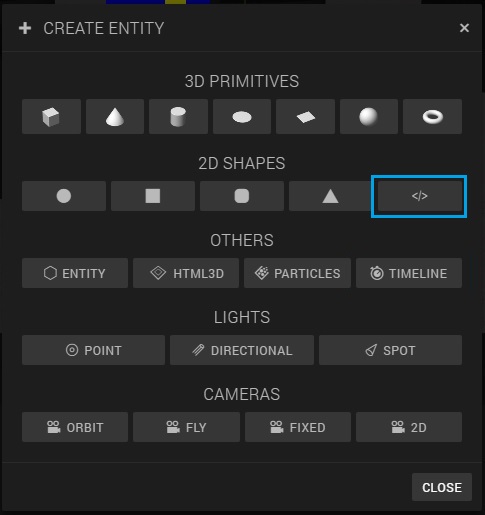 CREATE ENTITY
3D PRIMITIVES
2D SHAPES
</>
OTHERS
ENTITY HTML3D PARTICLES TIMELINE
LIGHTS
POINT DIRECTIONAL SPOT
CAMERAS
ORBIT FLY FIXED 2D
CLOSE